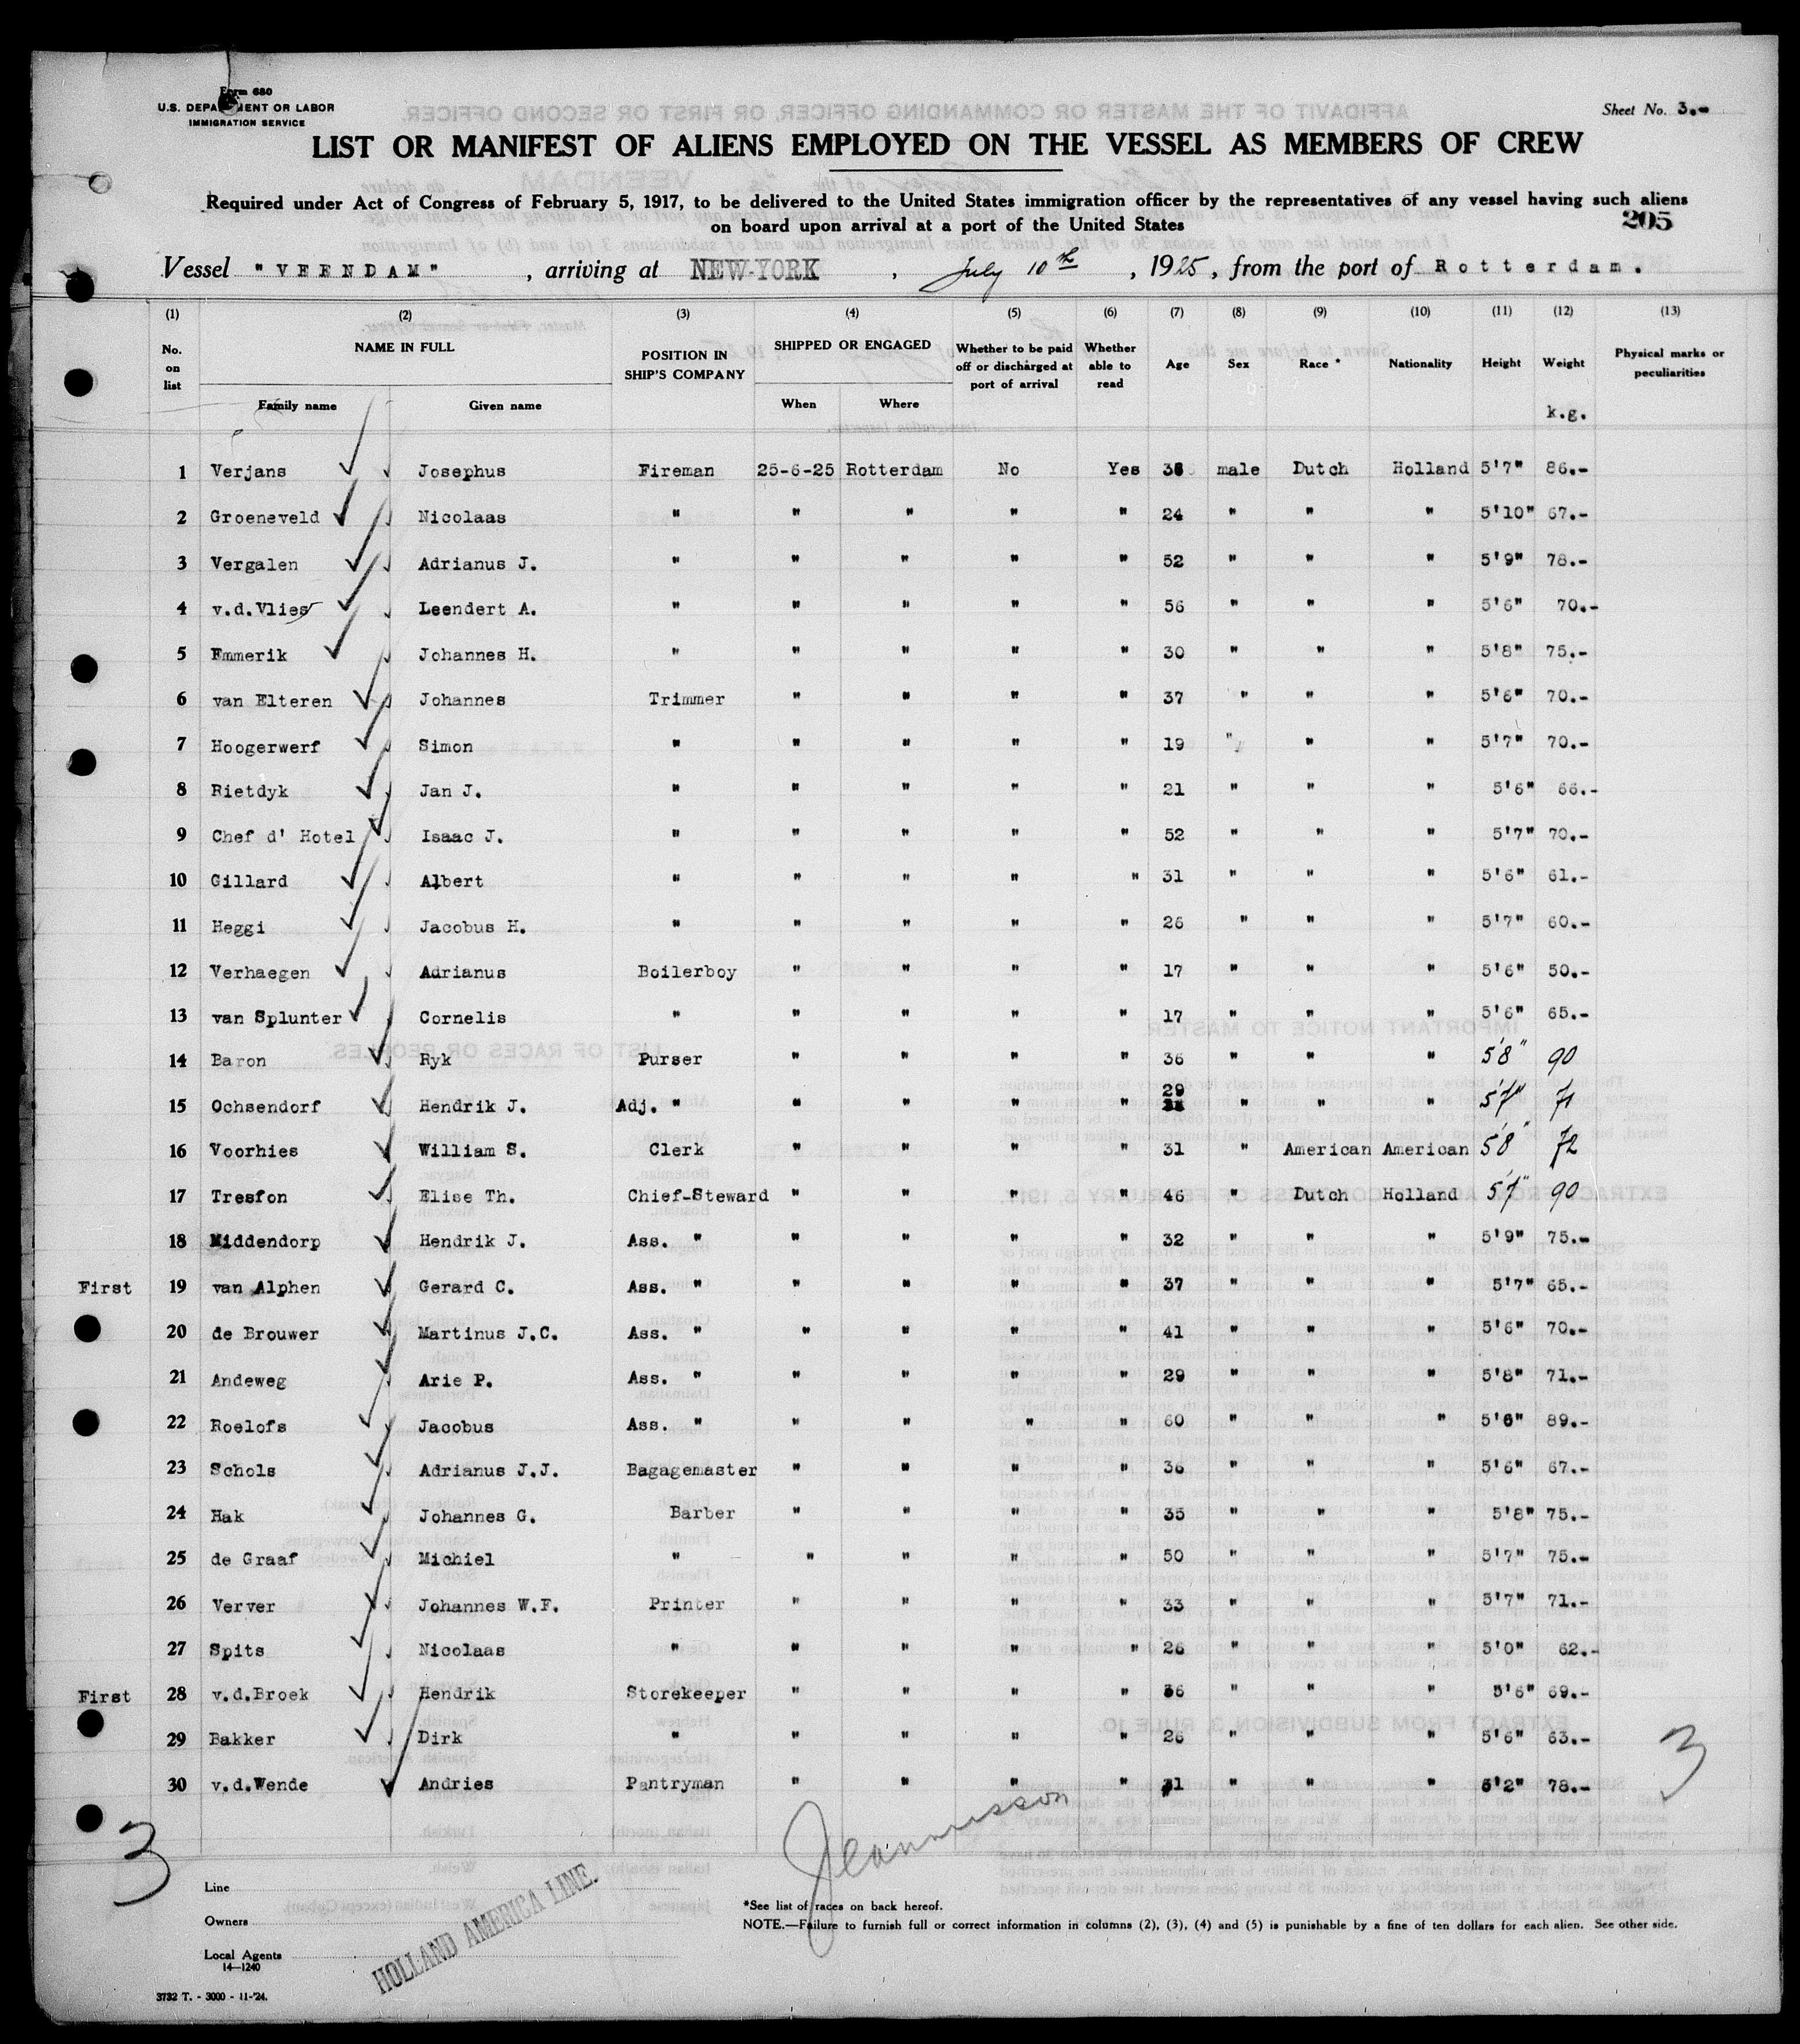 Form 680
U.S. DEPARTMENT OR LABOR
IMMIGRATION SERVICE
Sheet No. 3.-
LIST OR MANIFEST OF ALIENS EMPLOYED ON THE VESSEL AS MEMBERS OF CREW
Required under Act of Congress of February 5, 1917, to be delivered to the United States immigration officer by the representatives of any vessel having such aliens
on board upon arrival at a port of the United States
205
Vessel "VEENDAM", arriving at NEW-YORK, July 10th, 1925, from the port of Rotterdam.
(1) (2) (3) (4) (5) (6) (7) (8) (9) (10) (11) (12) (13)
No. on list NAME IN FULL POSITION IN SHIP'S COMPANY SHIPPED OR ENGAGED Whether to be paid off or discharged at port of arrival Whether able to read Age Sex Race * Nationality Height Weight Physical marks or peculiarities
Family name Given name When Where k.g.
1 Verjans Josephus Fireman 25-6-25 Rotterdam No Yes male Dutch Holland 5'7" 86.-
2 Groeneveld Nicolaas " " " " " 24 " " " 5'10" 67.-
3 Vergalen Adrianus J. " " " " " 52 " " " 5'9" 78.-
4 v.d.Vlies Leendert A. " " " " " 56 " " " 5'6" 70.-
5 Emmerik Johannes H. " " " " " 30 " " " 5'8" 75.-
6 van Elteren Johannes Trimmer " " " " 37 " " " 5'6" 70.-
7 Hoogerwerf Simon " " " " " 19 " " " 5'7" 70.-
8 Rietdyk Jan J. " " " " " 21 " " " 5'6" 66.-
9 Chef d' Hotel Isaac J. " " " " " 52 " " " 5'7" 70.-
10 Gillard Albert " " " " " 31 " " " 5'6" 61.-
11 Heggi Jacobus H. " " " " " 26 " " " 5'7" 60.-
12 Verhaegen Adrianus Boilerboy " " " " 17 " " " 5'6" 50.-
13 van Splunter Cornelis " " " " " 17 " " " 5'6" 65.-
14 Baron Ryk Purser " " " " 36 " " " 5'8" 90
15 Ochsendorf Hendrik J. Adj. " " " " " 29 " " " 5'7" 71
16 Voorhies William S. Clerk " " " " 31 " American American 5'8" 72
17 Tresfon Elise Th. Chief-Steward " " " " 46 " Dutch Holland 5'7" 90
18 Middendorp Hendrik J. Ass. " " " " " 32 " " " 5'9" 75.-
First 19 van Alphen Gerard C. Ass. " " " " " 37 " " " 5'7" 65.-
20 de Brouwer Martinus J.C. Ass. " " " " " 41 " " " 5'6" 70.-
21 Andeweg Arie P. Ass. " " " " " 29 " " " 5'8" 71.-
22 Roelofs Jacobus Ass. " " " " " 60 " " " 5'6" 89.-
23 Schols Adrianus J.J. Bagagemaster " " " " 36 " " " 5'6" 67.-
24 Hak Johannes G. Barber " " " " 35 " " " 5'8" 75.-
25 de Graaf Michiel " " " " " 50 " " " 5'7" 75.-
26 Verver Johannes W.F. Printer " " " " 33 " " " 5'7" 71.-
27 Spits Nicolaas " " " " " 26 " " " 5'0" 62.-
First 28 v.d.Broek Hendrik Storekeeper " " " " 36 " " " 5'6" 69.-
29 Bakker Dirk " " " " " 26 " " " 5'6" 63.-
30 v.d.Wende Andries Pantryman " " " " 31 " " " 6'2" 78.-
3
3
Line
Owners
Local Agents
14—1240
HOLLAND AMERICA LINE.
*See list of races on back hereof.
NOTE.—Failure to furnish full or correct information in columns (2), (3), (4) and (5) is punishable by a fine of ten dollars for each alien. See other side.
3732 T. - 3000 - 11-'24.